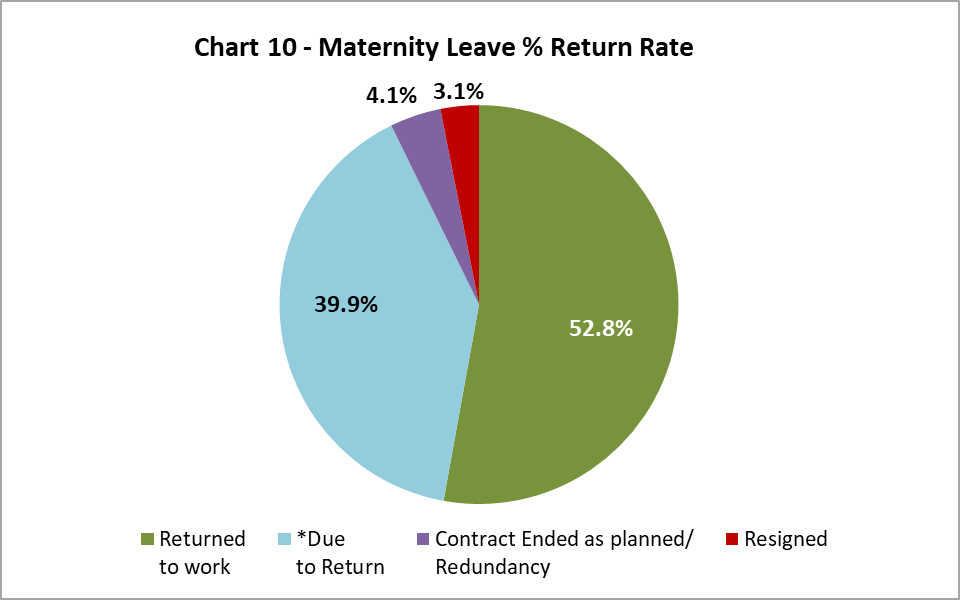 Chart 10 - Maternity Leave % Return Rate
4.1% 3.1%
39.9%
52.8%
Returned
to work
*Due
to Return
Contract Ended as planned/
Redundancy
Resigned